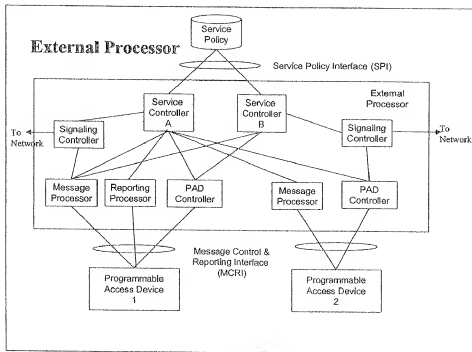 External Processor
Service
Policy
Service Policy Interface (SPI)
External
Processor
Service
Controller
A
Service
Controller
B
To
Network
Signaling
Controller
Signaling
Controller
To
Network
Message
Processor
Reporting
Processor
PAD
Controller
Message
Processor
PAD
Controller
Message Control &
Reporting Interface
(MCRI)
Programmable
Access Device
1
Programmable
Access Device
2